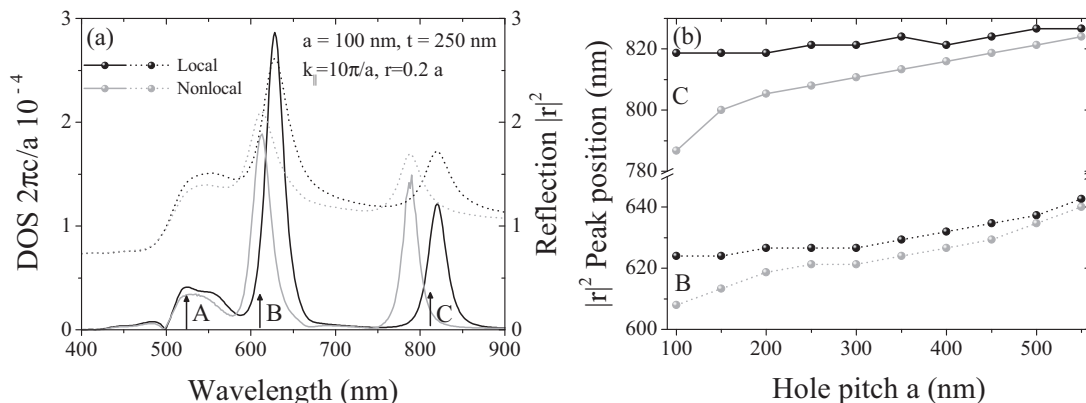 (a)
a = 100 nm, t = 250 nm
k∥=10π/a, r=0.2 a
Local
Nonlocal
A
B
C
3
2
1
0
DOS 2πc/a 10⁻⁴
3
2
1
0
Reflection |r|²
400 500 600 700 800 900
Wavelength (nm)
(b)
C
B
820
800
780
640
620
600
|r|² Peak position (nm)
100 200 300 400 500
Hole pitch a (nm)